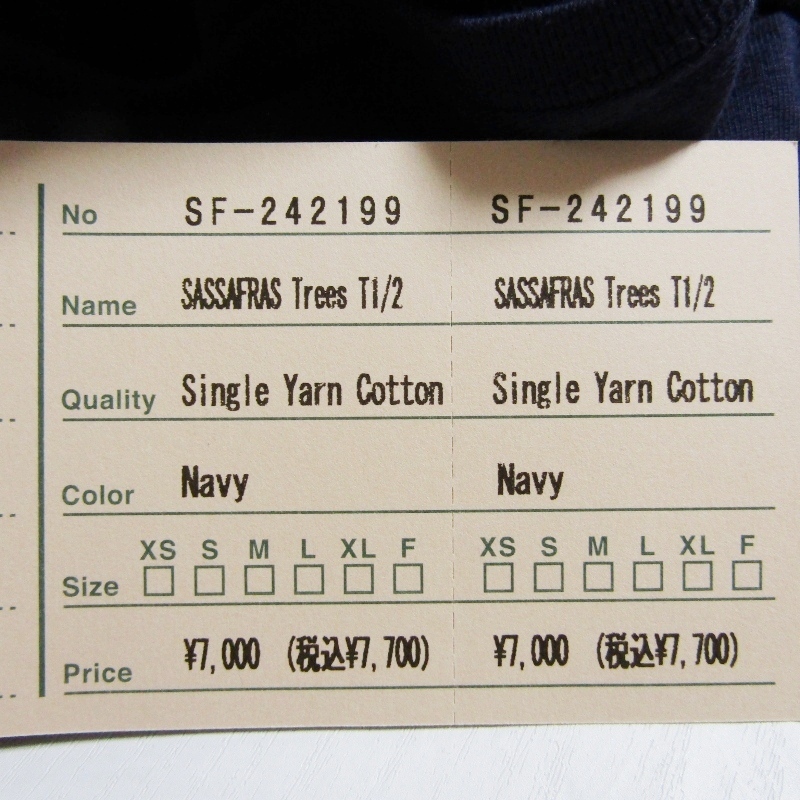 No SF-242199 SF-242199
Name SASSAFRAS Trees T1/2 SASSAFRAS Trees T1/2
Quality Single Yarn Cotton Single Yarn Cotton
Color Navy Navy
XS S M L XL F XS S M L XL F
Size
Price ¥7,000 (税込¥7,700) ¥7,000 (税込¥7,700)